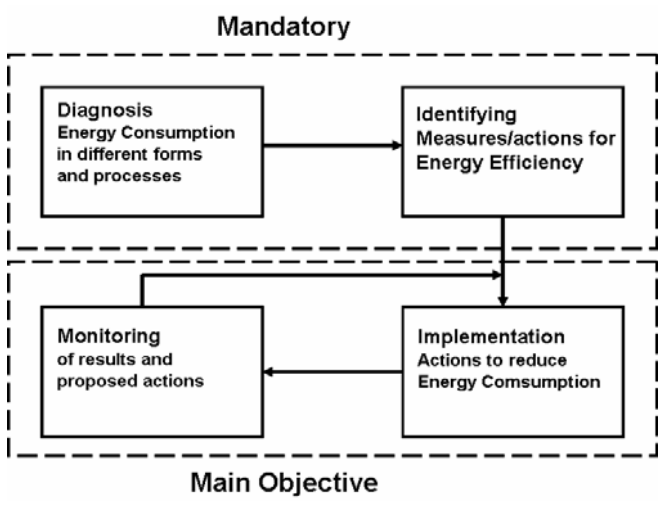 Mandatory
Diagnosis
Energy Consumption
in different forms
and processes
Identifying
Measures/actions for
Energy Efficiency
Monitoring
of results and
proposed actions
Implementation
Actions to reduce
Energy Comsumption
Main Objective